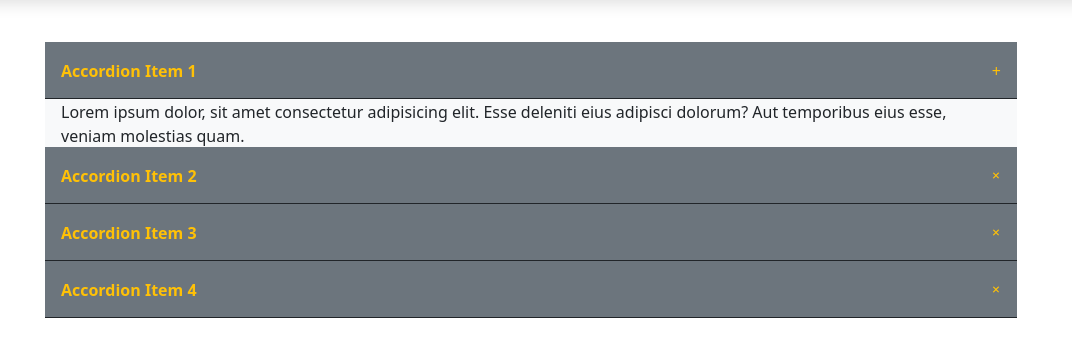 Accordion Item 1 +
Lorem ipsum dolor, sit amet consectetur adipisicing elit. Esse deleniti eius adipisci dolorum? Aut temporibus eius esse,
veniam molestias quam.
Accordion Item 2 ×
Accordion Item 3 ×
Accordion Item 4 ×